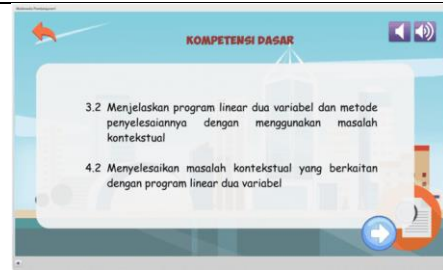 KOMPETENSI DASAR
3.2 Menjelaskan program linear dua variabel dan metode
penyelesaiannya dengan menggunakan masalah
kontekstual
4.2 Menyelesaikan masalah kontekstual yang berkaitan
dengan program linear dua variabel